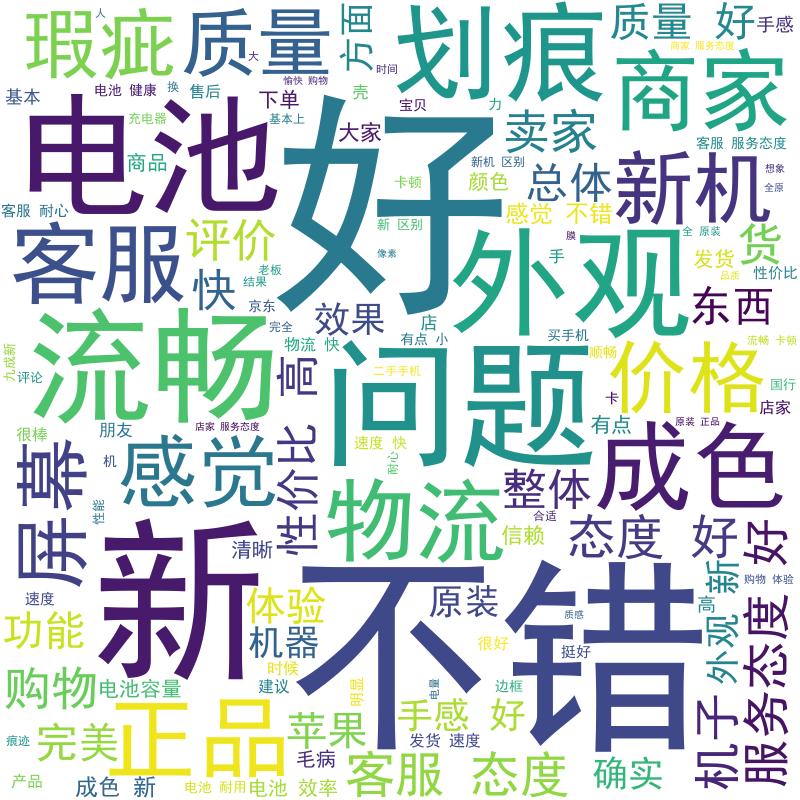 人
瑕疵
质量
方面
划痕
大
愉快 购物
时间
质量 好
手感
商家 服务态度
商家
基本
电池 健康
换
售后
壳
下单
宝贝
力
电池
充电器
基本上
大家
好
卖家
客服 服务态度
商品
新机 区别
想象
卡顿
颜色
总体
新机
全原
客服 耐心
感觉 不错
新 区别
客服
评价
外观
膜
全 原装
货
像素
手
发货
品质
性价比
老板
结果
快
京东
效果
店
东西
完全
有点 小
买手机
流畅
物流 快
问题
顺畅
价格
流畅 卡顿
九成新
评论
高
二手手机
国行
卡
店家
很棒
朋友
店家 服务态度
有点
原装 正品
机
感觉
性价比
速度 快
耐心
成色
屏幕
整体
物流
性能
合适
新
清晰
信赖
态度 好
好
速度
体验
不错
原装
新
购物 体验
功能
机器
质感
高
很好
挺好
外观
服务态度
时候
购物
电池容量
建议
明显
电量
边框
正品
苹果
手感 好
机子
痕迹
完美
毛病
发货 速度
产品
成色 新
电池 耐用
电池 效率
客服 态度
确实